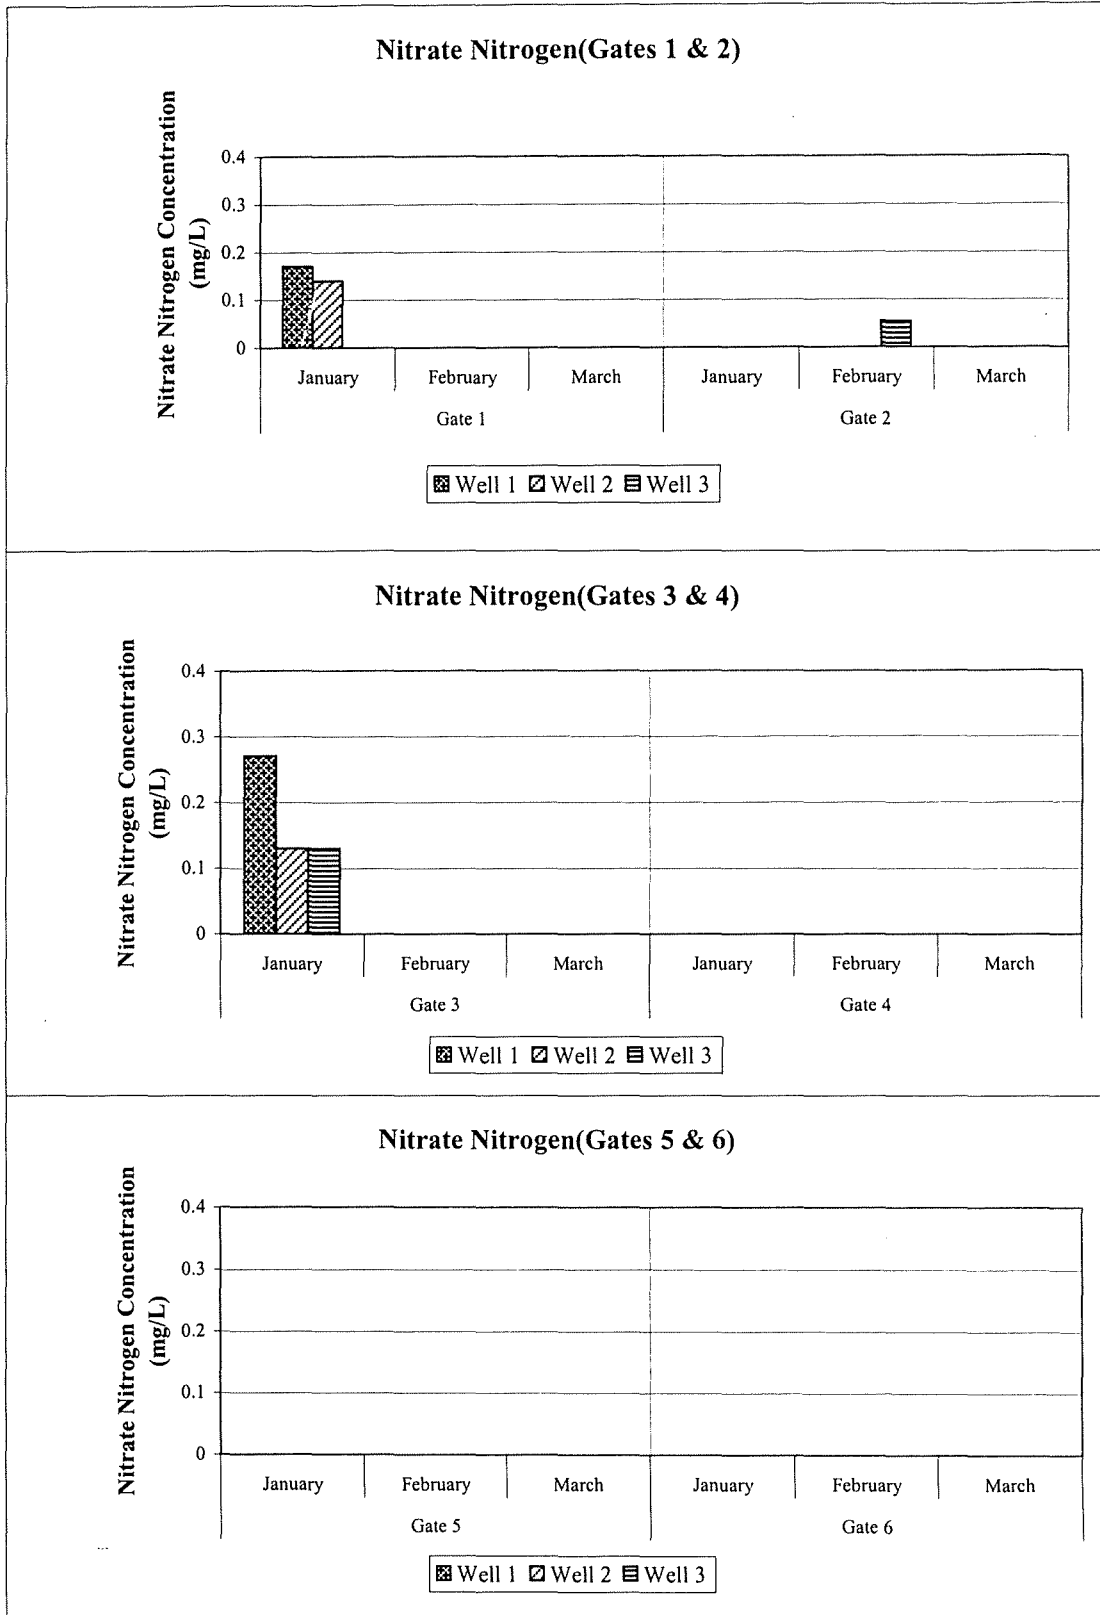 Nitrate Nitrogen(Gates 1 & 2)
Nitrate Nitrogen Concentration
(mg/L)
0.4
0.3
0.2
0.1
0
January February March January February March
Gate 1 Gate 2
Well 1 Well 2 Well 3
Nitrate Nitrogen(Gates 3 & 4)
Nitrate Nitrogen Concentration
(mg/L)
0.4
0.3
0.2
0.1
0
January February March January February March
Gate 3 Gate 4
Well 1 Well 2 Well 3
Nitrate Nitrogen(Gates 5 & 6)
Nitrate Nitrogen Concentration
(mg/L)
0.4
0.3
0.2
0.1
0
January February March January February March
Gate 5 Gate 6
Well 1 Well 2 Well 3